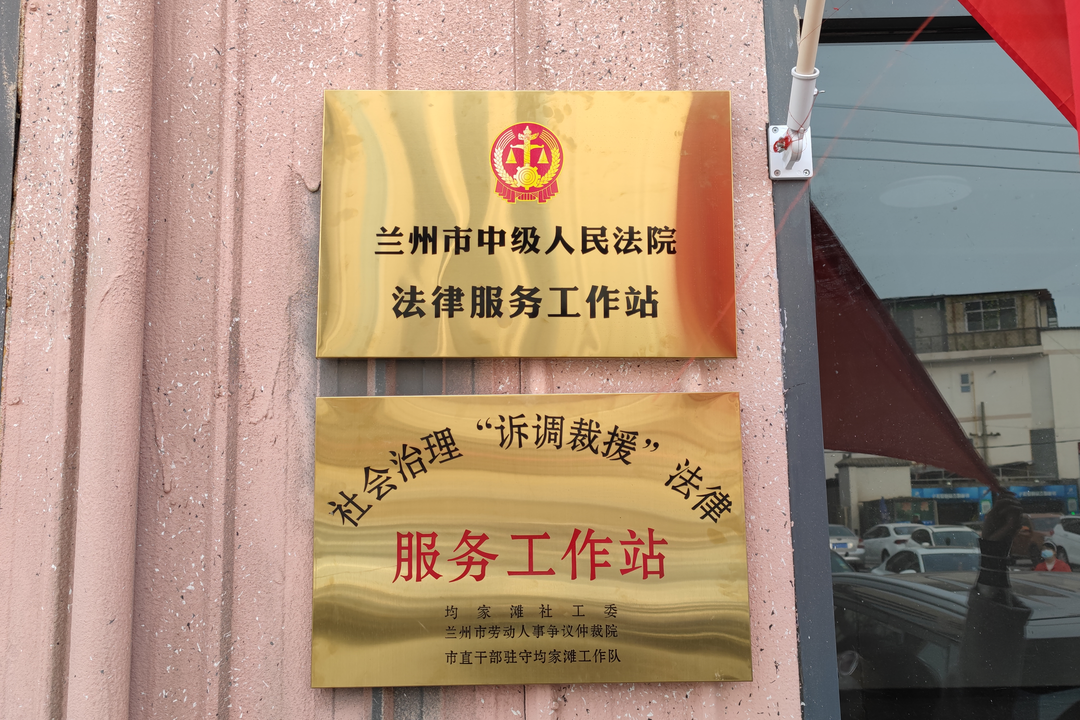 兰州市中级人民法院
法律服务工作站
社会治理“诉调裁援”法律
服务工作站
均家滩社工委
兰州市劳动人事争议仲裁院
市直干部驻守均家滩工作队